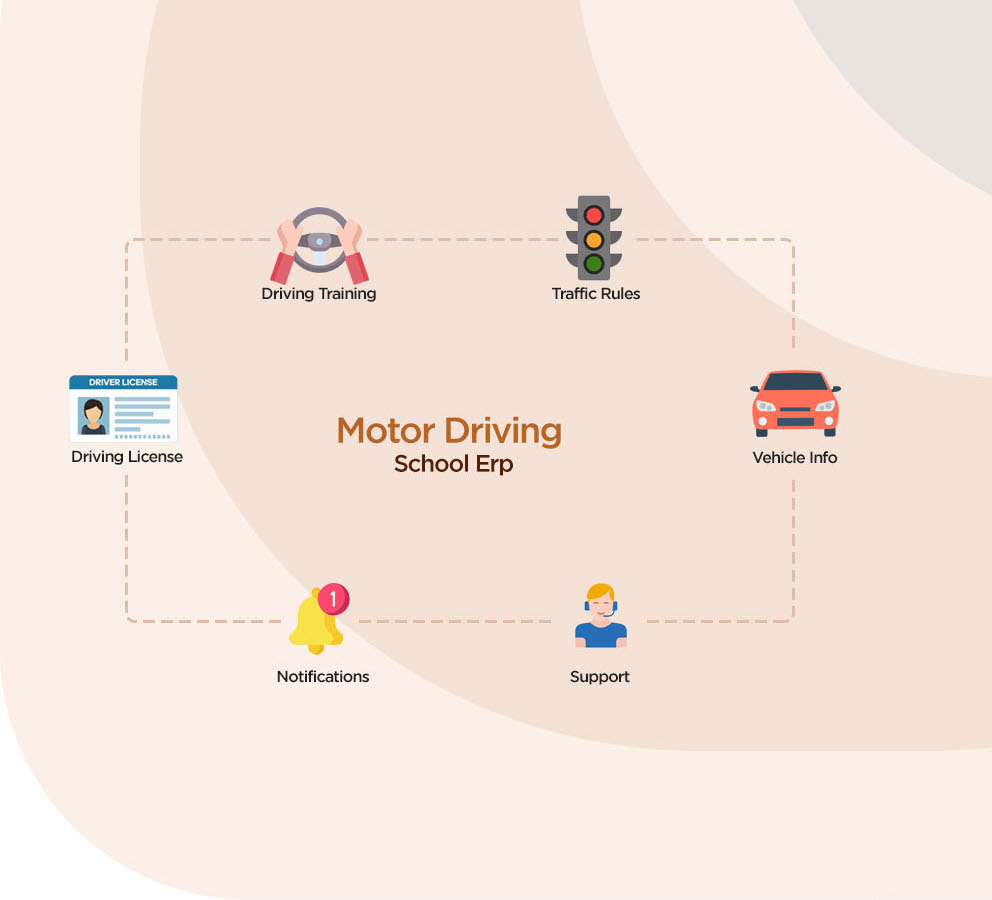 Driving Training
Traffic Rules
DRIVER LICENSE
Driving License
Motor Driving
School Erp
Vehicle Info
1
Notifications
Support